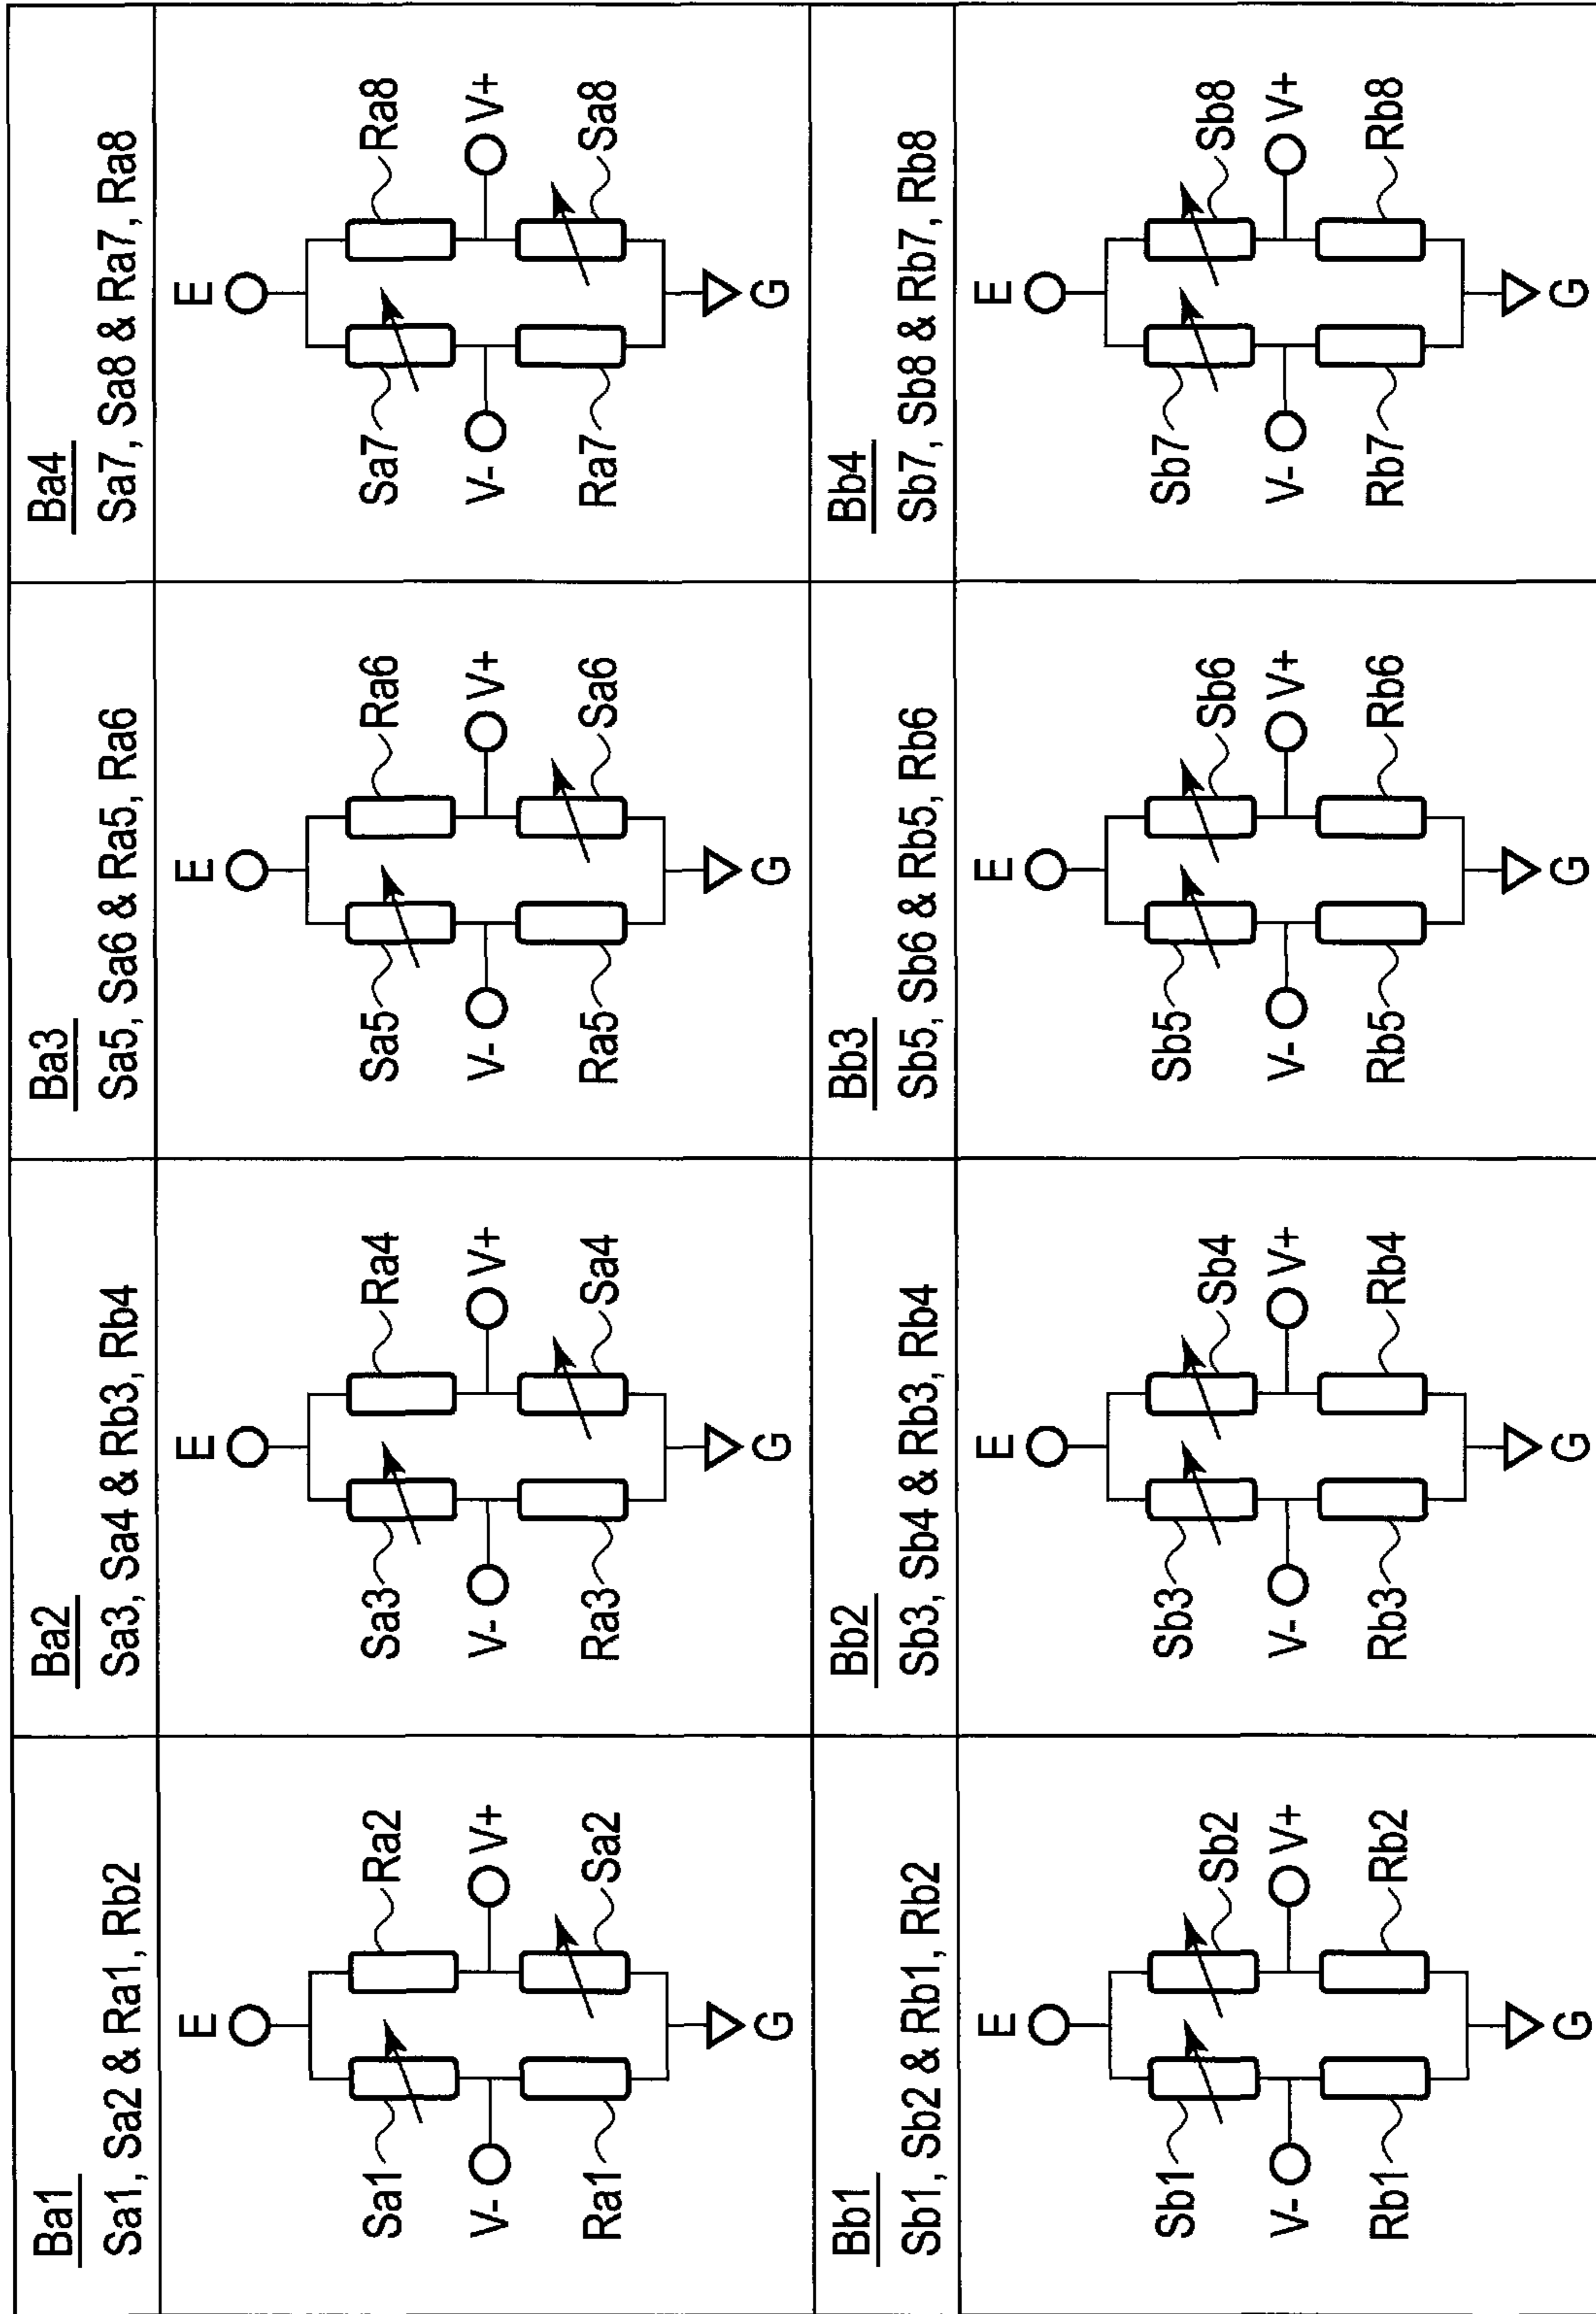 Ba1
Sa1, Sa2 & Ra1, Rb2
E
Sa1
Ra2
V-
V+
Ra1
Sa2
G
Ba2
Sa3, Sa4 & Rb3, Rb4
E
Sa3
Ra4
V-
V+
Ra3
Sa4
G
Ba3
Sa5, Sa6 & Ra5, Ra6
E
Sa5
Ra6
V-
V+
Ra5
Sa6
G
Ba4
Sa7, Sa8 & Ra7, Ra8
E
Sa7
Ra8
V-
V+
Ra7
Sa8
G
Bb1
Sb1, Sb2 & Rb1, Rb2
E
Sb1
Sb2
V-
V+
Rb1
Rb2
G
Bb2
Sb3, Sb4 & Rb3, Rb4
E
Sb3
Sb4
V-
V+
Rb3
Rb4
G
Bb3
Sb5, Sb6 & Rb5, Rb6
E
Sb5
Sb6
V-
V+
Rb5
Rb6
G
Bb4
Sb7, Sb8 & Rb7, Rb8
E
Sb7
Sb8
V-
V+
Rb7
Rb8
G